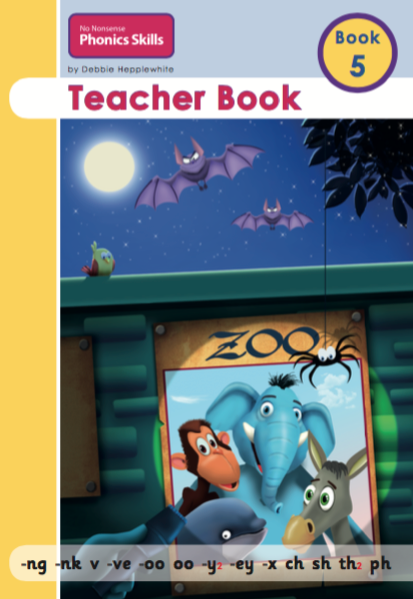 No Nonsense
Phonics Skills
by Debbie Hepplewhite
Book
5
Teacher Book
ZOO
-ng -nk v -ve -oo oo -y2 -ey -x ch sh th2 ph